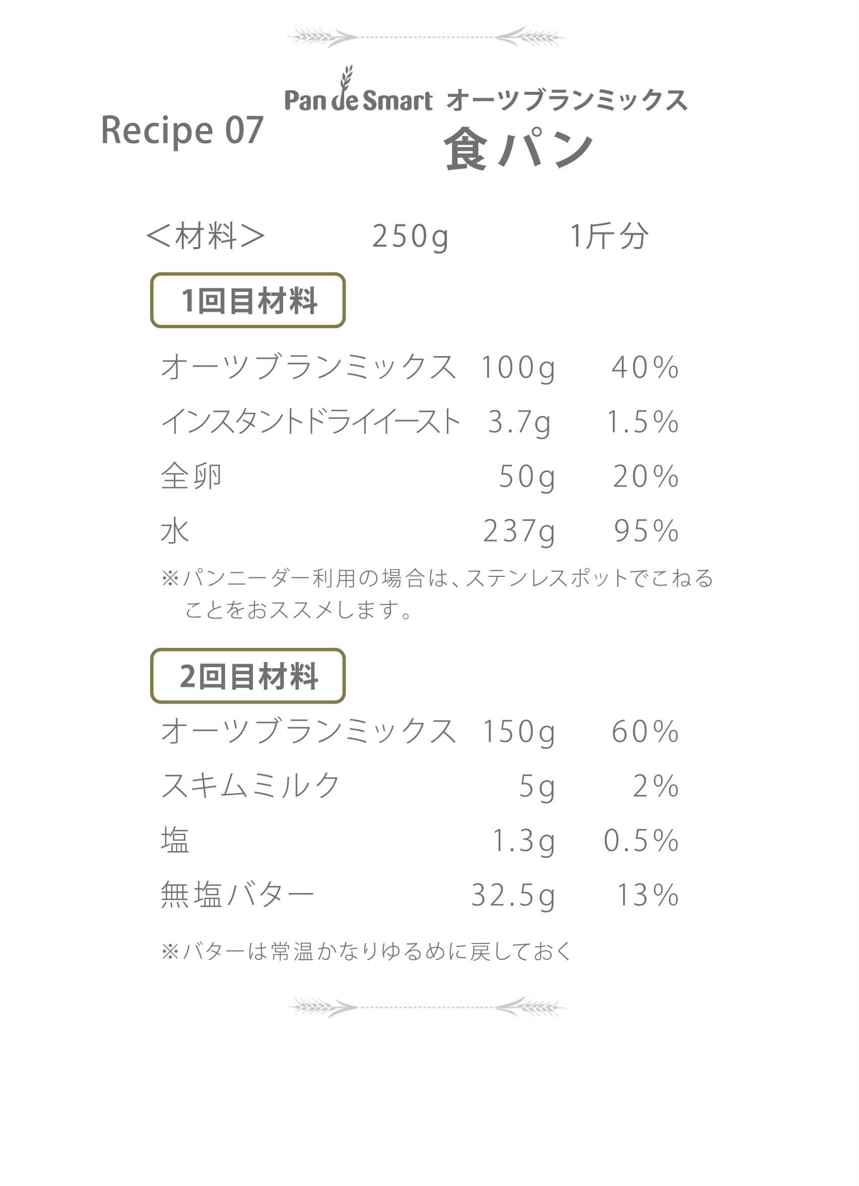 Recipe 07
Pan de Smart オーツブランミックス
食パン
＜材料＞ 250g 1斤分
1回目材料
オーツブランミックス 100g 40%
インスタントドライイースト 3.7g 1.5%
全卵 50g 20%
水 237g 95%
※パンニーダー利用の場合は、ステンレスポットでこねる
ことをおススメします。
2回目材料
オーツブランミックス 150g 60%
スキムミルク 5g 2%
塩 1.3g 0.5%
無塩バター 32.5g 13%
※バターは常温かなりゆるめに戻しておく